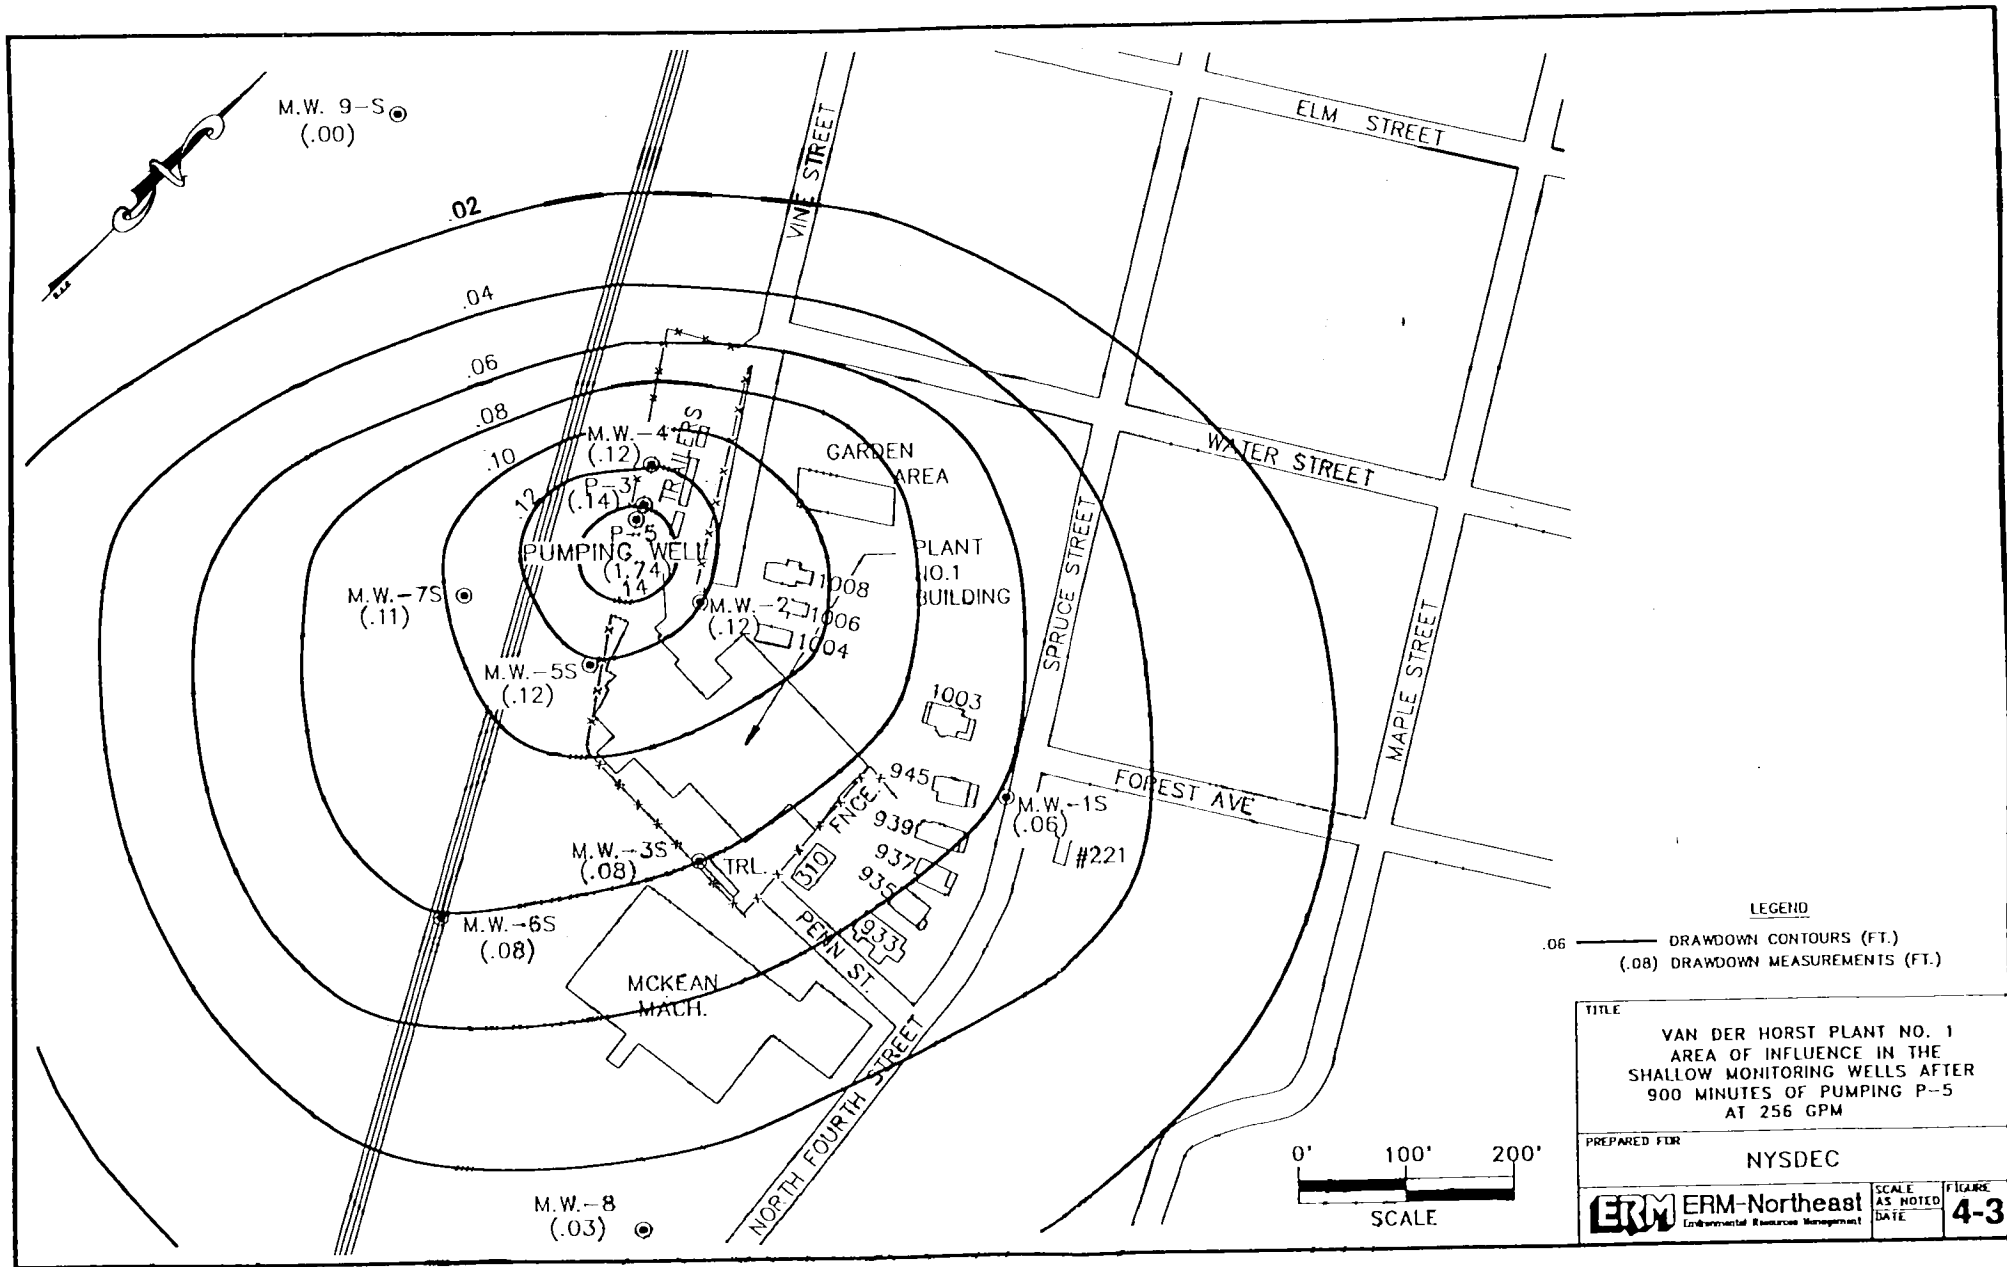 M.W. 9-S
(.00)
ELM STREET
VINE STREET
.02
.04
.06
.08
.10
.12
M.W.-4
(.12)
TRAILERS
GARDEN
AREA
WATER STREET
P-3
(.14)
P-5
PUMPING WELL
(1.74)
.14
PLANT
NO.1
BUILDING
SPRUCE STREET
MAPLE STREET
M.W.-7S
(.11)
M.W.-2
(.12)
1008
1006
1004
M.W.-5S
(.12)
1003
945
FOREST AVE
M.W.-1S
(.06)
FNCE.
939
#221
M.W.-3S
(.08)
TRL.
310
937
935
933
PENN ST.
M.W.-6S
(.08)
MCKEAN
MACH.
NORTH FOURTH STREET
M.W.-8
(.03)
LEGEND
.06 DRAWDOWN CONTOURS (FT.)
(.08) DRAWDOWN MEASUREMENTS (FT.)
TITLE
VAN DER HORST PLANT NO. 1
AREA OF INFLUENCE IN THE
SHALLOW MONITORING WELLS AFTER
900 MINUTES OF PUMPING P-5
AT 256 GPM
PREPARED FOR
NYSDEC
0' 100' 200'
SCALE
ERM ERM-Northeast
Environmental Resources Management
SCALE
AS NOTED
DATE
FIGURE
4-3